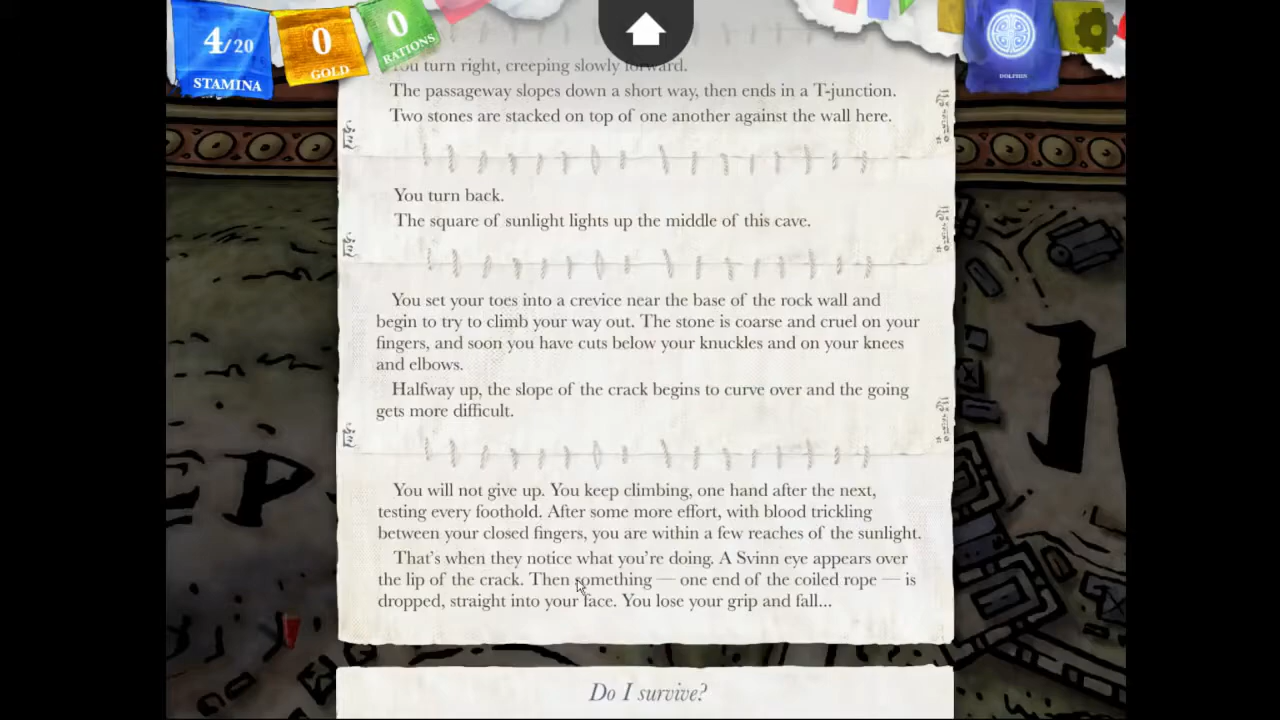 4/20
STAMINA
0
GOLD
0
RATIONS
DOLPHIN
You turn right, creeping slowly forward.
The passageway slopes down a short way, then ends in a T-junction.
Two stones are stacked on top of one another against the wall here.
You turn back.
The square of sunlight lights up the middle of this cave.
You set your toes into a crevice near the base of the rock wall and
begin to try to climb your way out. The stone is coarse and cruel on your
fingers, and soon you have cuts below your knuckles and on your knees
and elbows.
Halfway up, the slope of the crack begins to curve over and the going
gets more difficult.
You will not give up. You keep climbing, one hand after the next,
testing every foothold. After some more effort, with blood trickling
between your closed fingers, you are within a few reaches of the sunlight.
That's when they notice what you're doing. A Svinn eye appears over
the lip of the crack. Then something — one end of the coiled rope — is
dropped, straight into your face. You lose your grip and fall...
Do I survive?